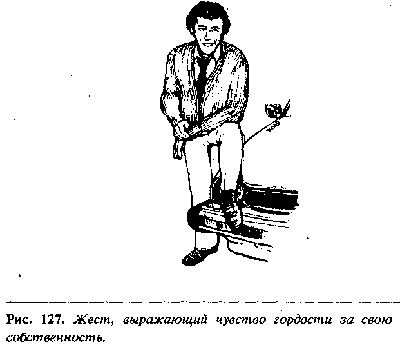 Рис. 127. Жест, выражающий чувство гордости за свою
собственность.